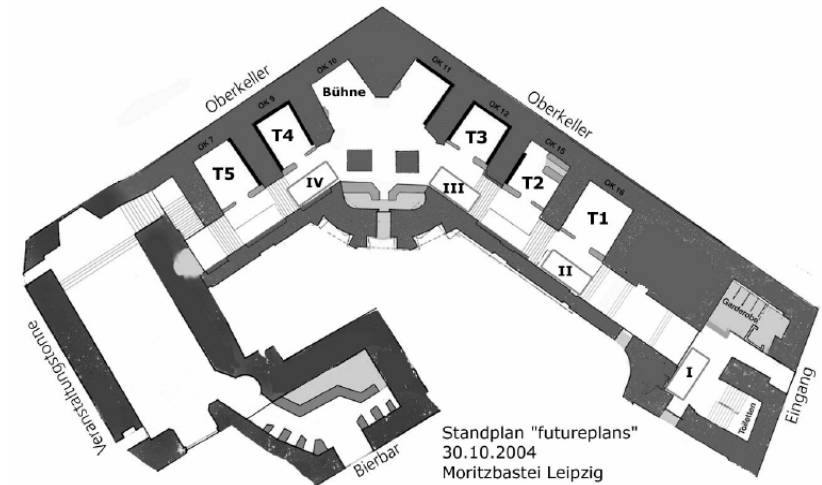 Oberkeller
Oberkeller
OK 10
OK 11
OK 9
OK 12
OK 7
OK 15
OK 16
Bühne
T4
T3
T5
T2
T1
IV
III
II
I
Garderobe
Toiletten
Eingang
Veranstaltungstonne
Bierbar
Standplan "futureplans"
30.10.2004
Moritzbastei Leipzig